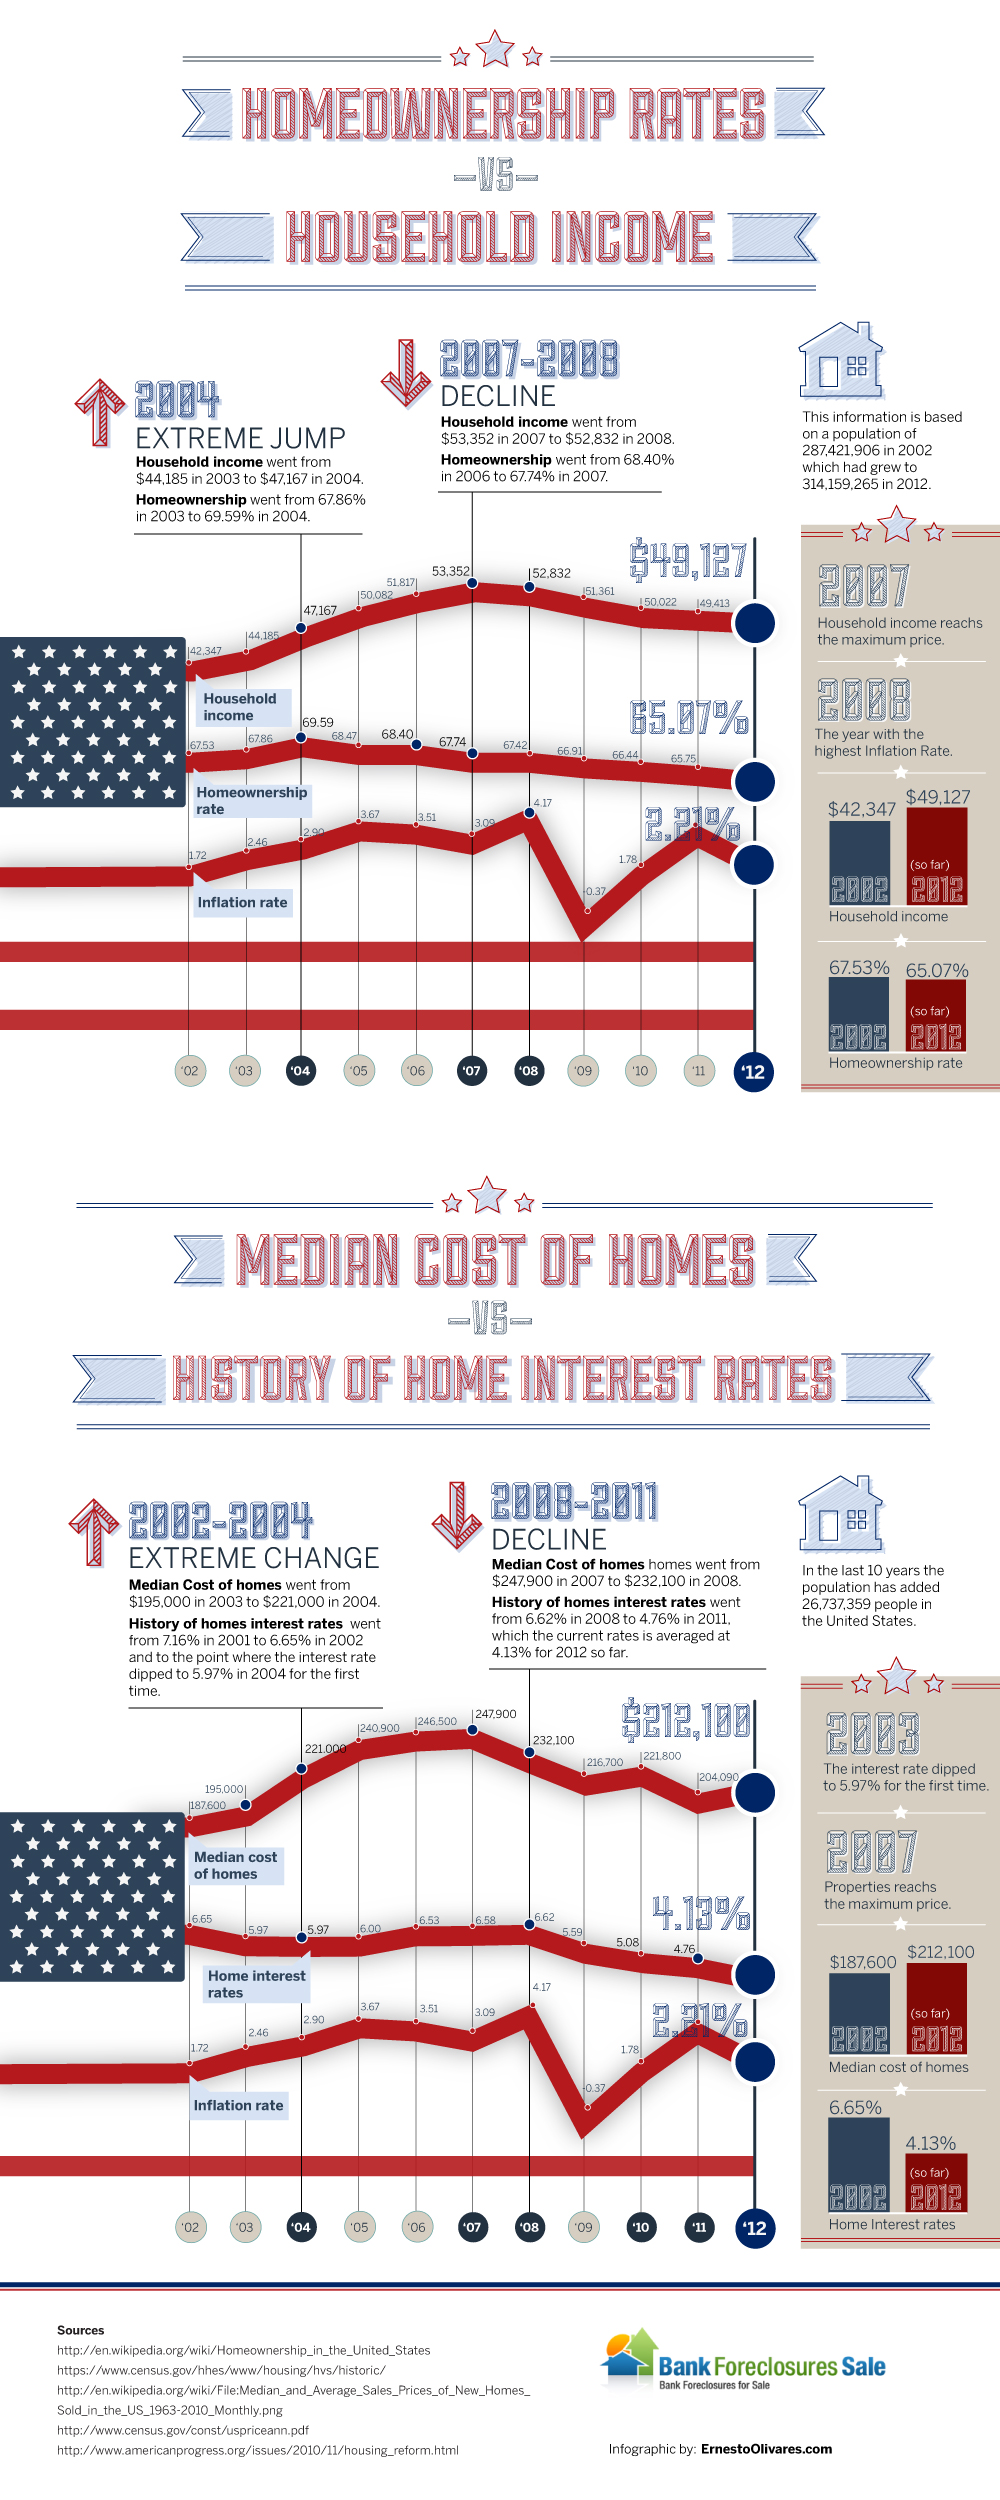 HOMEOWNERSHIP RATES
-VS-
HOUSEHOLD INCOME
2004
EXTREME JUMP
Household income went from
$44,185 in 2003 to $47,167 in 2004.
Homeownership went from 67.86%
in 2003 to 69.59% in 2004.
2007-2008
DECLINE
Household income went from
$53,352 in 2007 to $52,832 in 2008.
Homeownership went from 68.40%
in 2006 to 67.74% in 2007.
This information is based
on a population of
287,421,906 in 2002
which had grew to
314,159,265 in 2012.
42,347
44,185
47,167
50,082
51,817
53,352
52,832
51,361
50,022
49,413
$49,127
Household
income
67.53
67.86
69.59
68.47
68.40
67.74
67.42
66.91
66.44
65.75
65.07%
Homeownership
rate
1.72
2.46
2.90
3.67
3.51
3.09
4.17
-0.37
1.78
2.21%
Inflation rate
'02
'03
'04
'05
'06
'07
'08
'09
'10
'11
'12
2007
Household income reachs
the maximum price.
2008
The year with the
highest Inflation Rate.
$42,347
$49,127
2002
(so far)
2012
Household income
67.53%
65.07%
2002
(so far)
2012
Homeownership rate
MEDIAN COST OF HOMES
-VS-
HISTORY OF HOME INTEREST RATES
2002-2004
EXTREME CHANGE
Median Cost of homes went from
$195,000 in 2003 to $221,000 in 2004.
History of homes interest rates went
from 7.16% in 2001 to 6.65% in 2002
and to the point where the interest rate
dipped to 5.97% in 2004 for the first
time.
2008-2011
DECLINE
Median Cost of homes homes went from
$247,900 in 2007 to $232,100 in 2008.
History of homes interest rates went
from 6.62% in 2008 to 4.76% in 2011,
which the current rates is averaged at
4.13% for 2012 so far.
In the last 10 years the
population has added
26,737,359 people in
the United States.
187,600
195,000
221.000
240,900
246,500
247,900
232,100
216,700
221,800
204,090
$212,100
Median cost
of homes
6.65
5.97
5.97
6.00
6.53
6.58
6.62
5.59
5.08
4.76
4.13%
Home interest
rates
1.72
2.46
2.90
3.67
3.51
3.09
4.17
-0.37
1.78
2.21%
Inflation rate
'02
'03
'04
'05
'06
'07
'08
'09
'10
'11
'12
2003
The interest rate dipped
to 5.97% for the first time.
2007
Properties reachs
the maximum price.
$187,600
$212,100
2002
(so far)
2012
Median cost of homes
6.65%
4.13%
2002
(so far)
2012
Home Interest rates
Sources
http://en.wikipedia.org/wiki/Homeownership_in_the_United_States
https://www.census.gov/hhes/www/housing/hvs/historic/
http://en.wikipedia.org/wiki/File:Median_and_Average_Sales_Prices_of_New_Homes_
Sold_in_the_US_1963-2010_Monthly.png
http://www.census.gov/const/uspriceann.pdf
http://www.americanprogress.org/issues/2010/11/housing_reform.html
Bank Foreclosures Sale
Bank Foreclosures for Sale
Infographic by: ErnestoOlivares.com